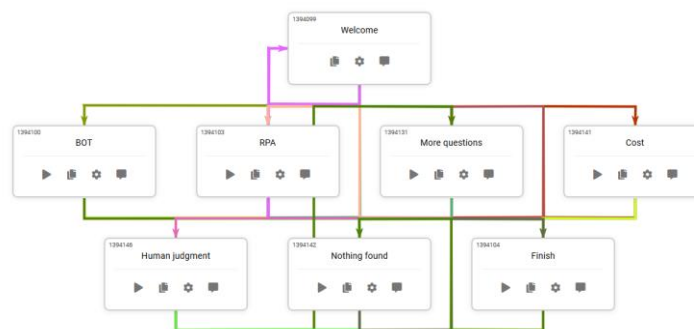 1394099
Welcome
1394100
BOT
1394103
RPA
1394131
More questions
1394141
Cost
1394146
Human judgment
1394142
Nothing found
1394104
Finish